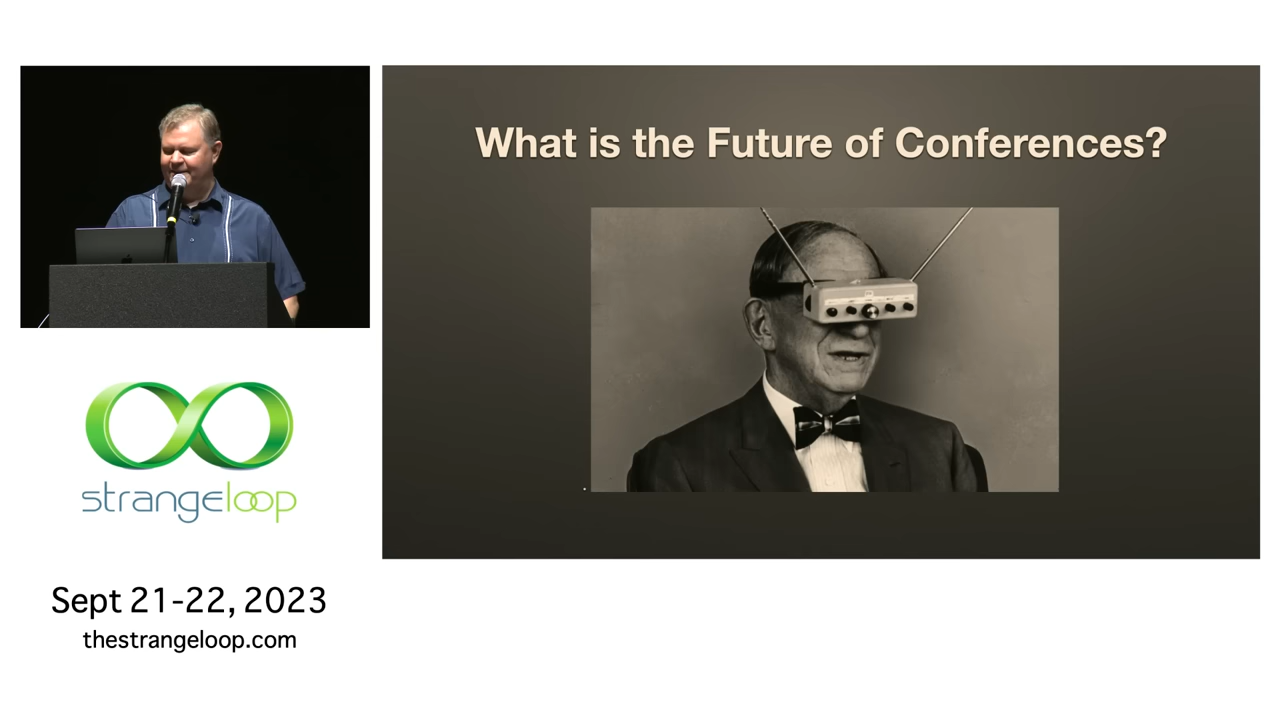 What is the Future of Conferences?
strangeloop
Sept 21-22, 2023
thestrangeloop.com